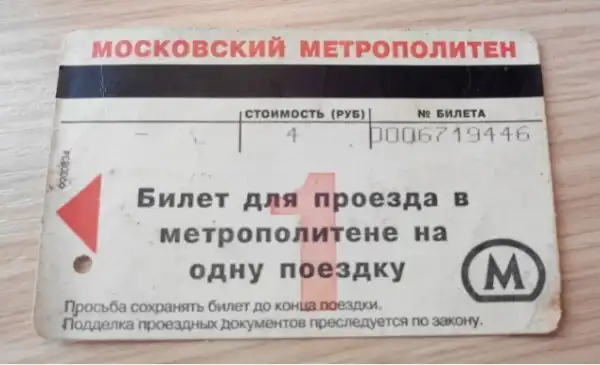 МОСКОВСКИЙ МЕТРОПОЛИТЕН
СТОИМОСТЬ (РУБ) № БИЛЕТА
- 4 0006719446
1
Билет для проезда в
метрополитене на
одну поездку
М
Просьба сохранять билет до конца поездки.
Подделка проездных документов преследуется по закону.